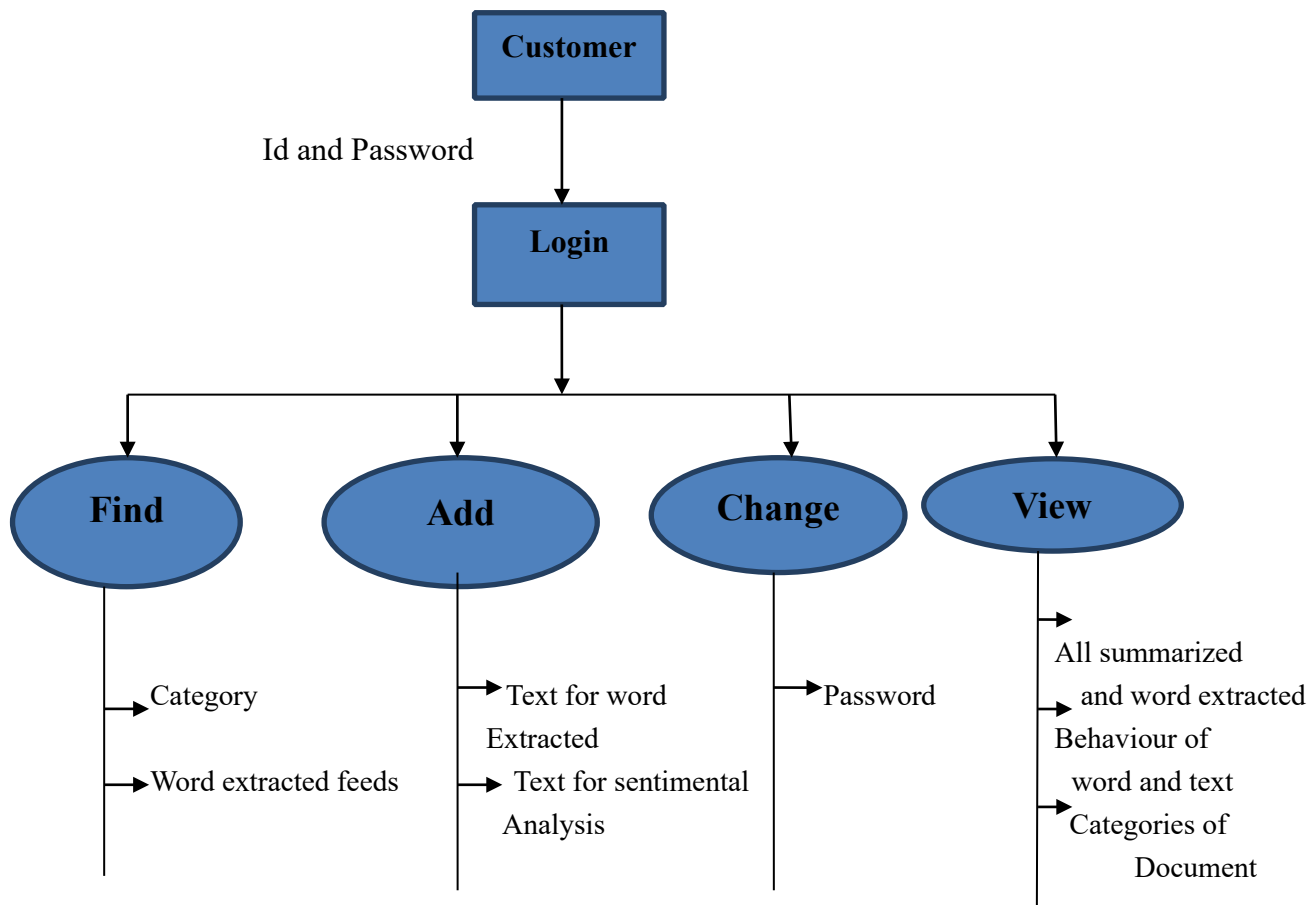 Customer
Id and Password
Login
Find
Add
Change
View
Category
Word extracted feeds
Text for word
Extracted
Text for sentimental
Analysis
Password
All summarized
and word extracted
Behaviour of
word and text
Categories of
Document